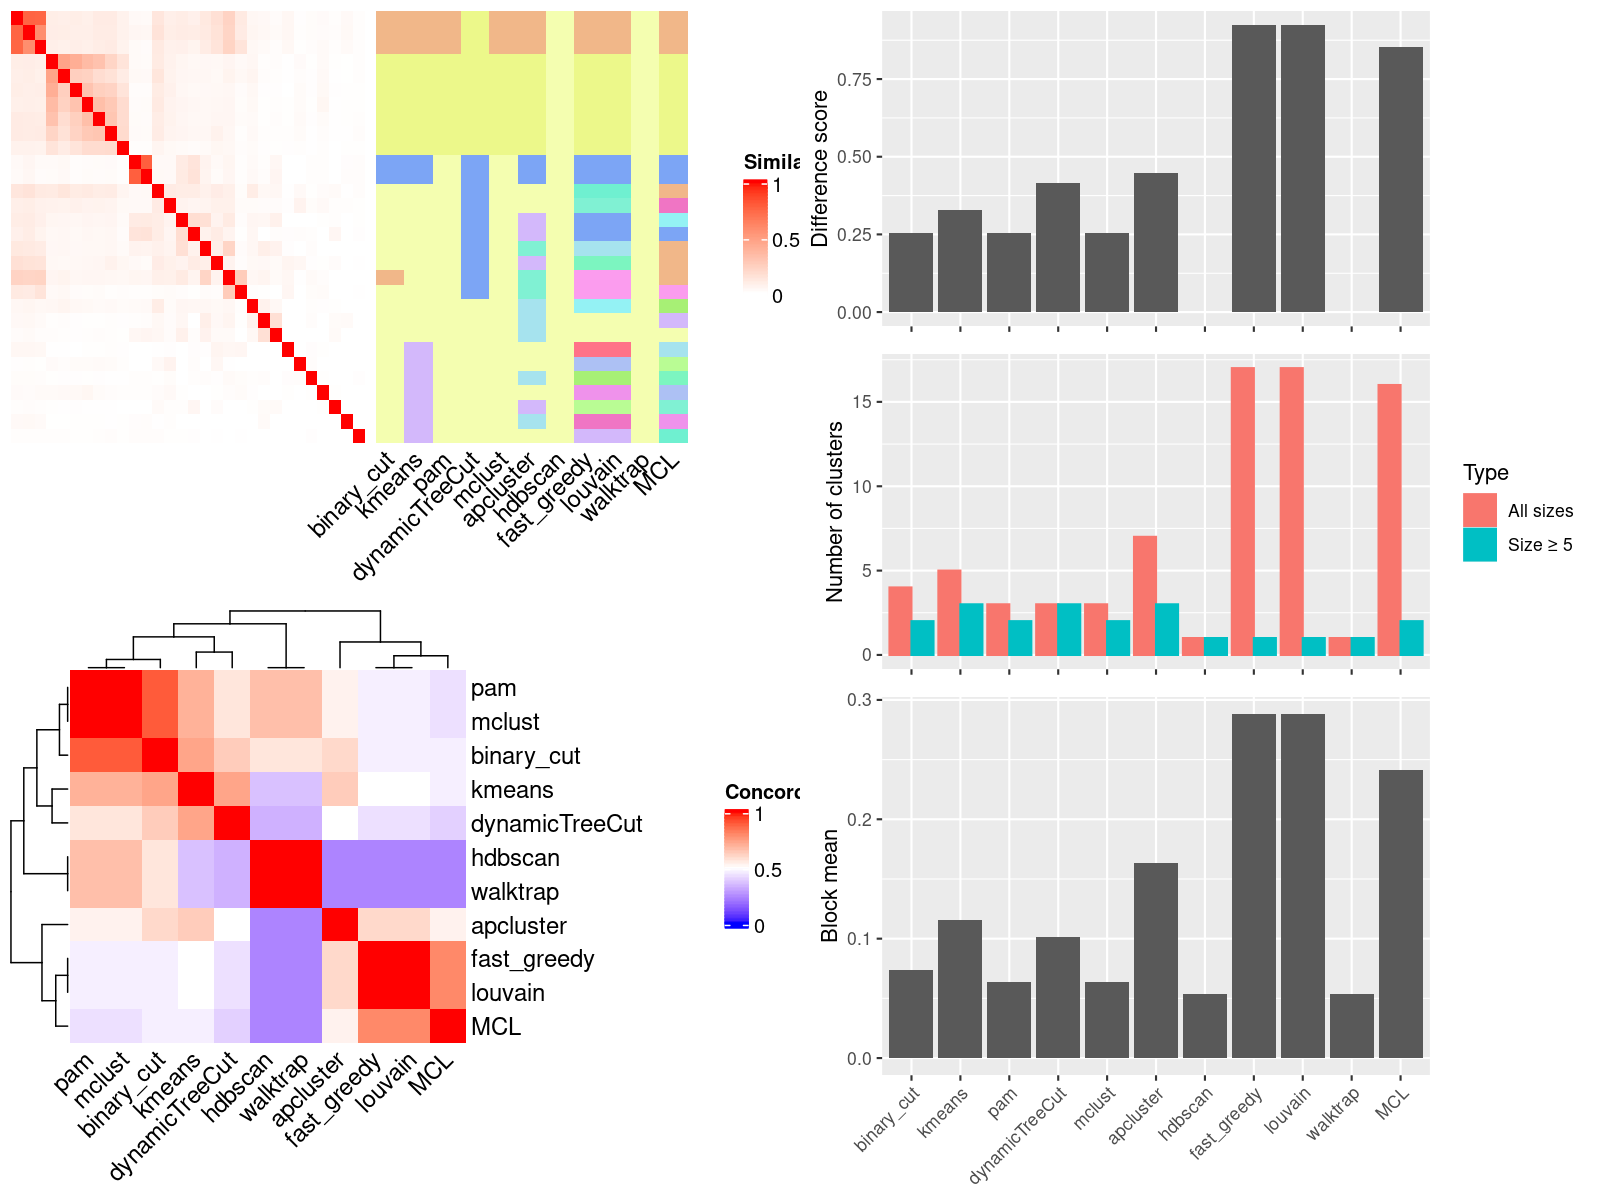 Simila
1
0.5
0
binary_cut
kmeans
pam
dynamicTreeCut
mclust
apcluster
hdbscan
fast_greedy
louvain
walktrap
MCL
pam
mclust
binary_cut
kmeans
dynamicTreeCut
hdbscan
walktrap
apcluster
fast_greedy
louvain
MCL
Concord
1
0.5
0
pam
mclust
binary_cut
kmeans
dynamicTreeCut
hdbscan
walktrap
apcluster
fast_greedy
louvain
MCL
Difference score
0.75
0.50
0.25
0.00
Number of clusters
15
10
5
0
Type
All sizes
Size ≥ 5
Block mean
0.3
0.2
0.1
0.0
binary_cut
kmeans
pam
dynamicTreeCut
mclust
apcluster
hdbscan
fast_greedy
louvain
walktrap
MCL